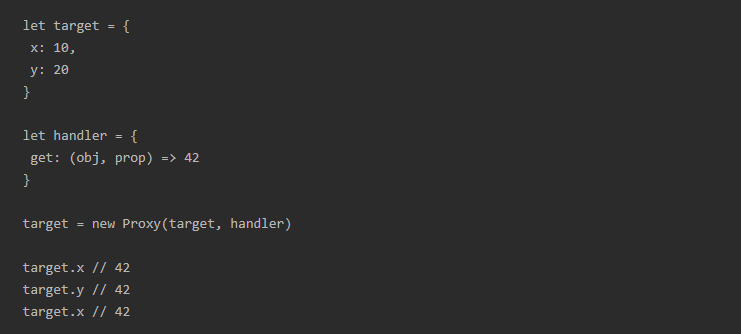 let target = {
 x: 10,
 y: 20
}

let handler = {
 get: (obj, prop) => 42
}

target = new Proxy(target, handler)

target.x // 42
target.y // 42
target.x // 42